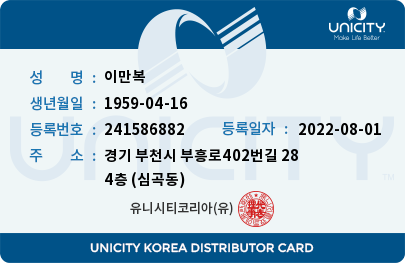 UNICITY
Make Life Better
성 명 : 이만복
생년월일 : 1959-04-16
등록번호 : 241586882 등록일자 : 2022-08-01
주 소 : 경기 부천시 부흥로402번길 28
4층 (심곡동)
유니시티코리아(유)
UNICITY
TM
UNICITY KOREA DISTRIBUTOR CARD